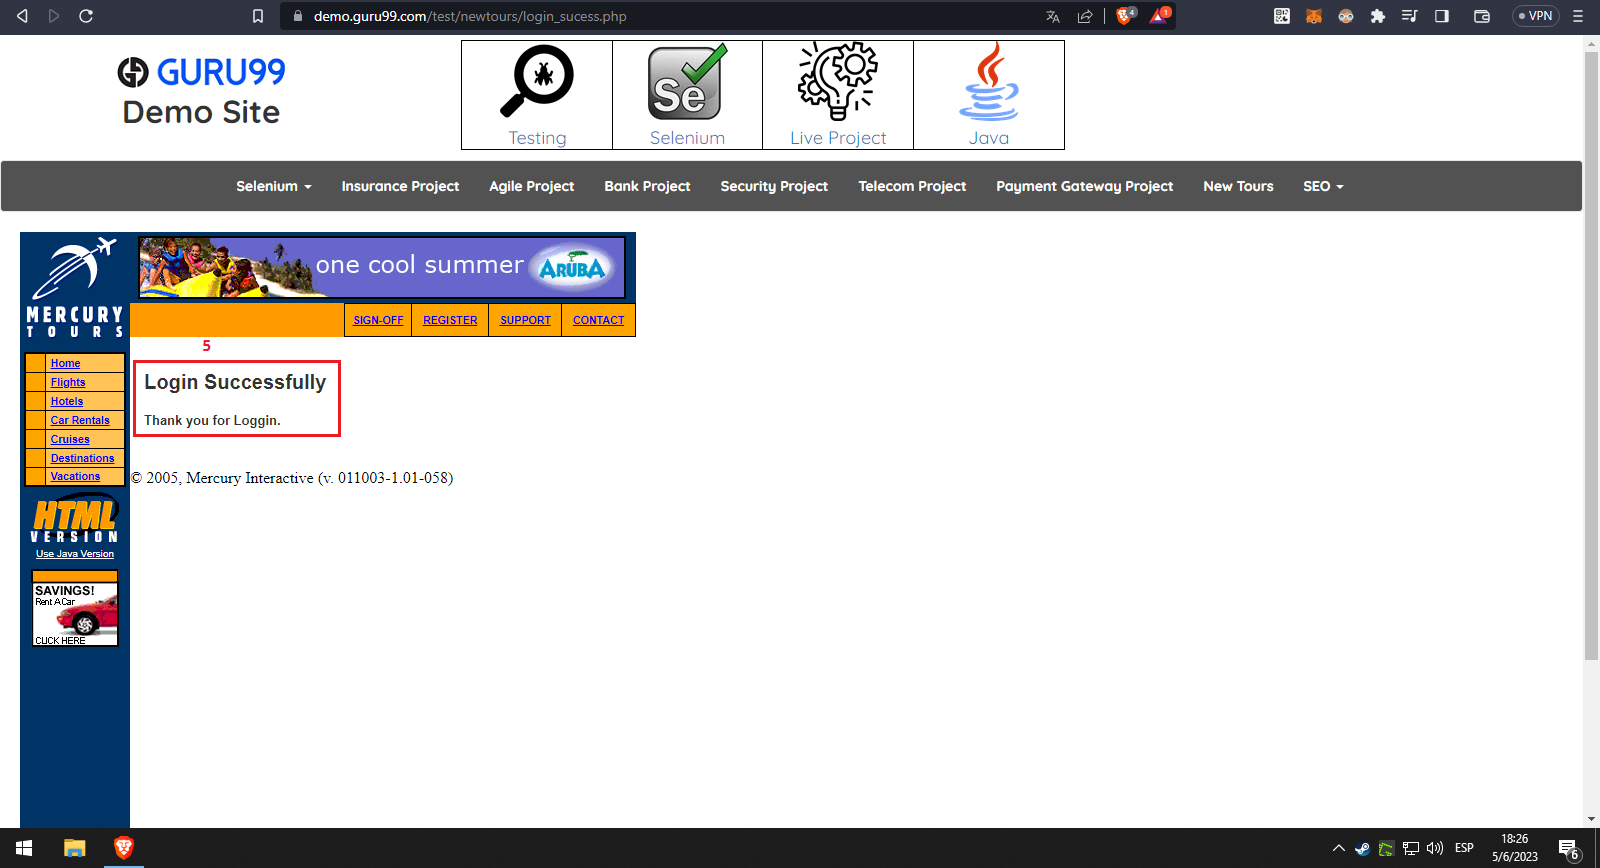 demo.guru99.com/test/newtours/login_sucess.php
4
1
VPN
GURU99
Demo Site
Testing
Se
Selenium
Live Project
Java
Selenium
Insurance Project
Agile Project
Bank Project
Security Project
Telecom Project
Payment Gateway Project
New Tours
SEO
MERCURY
TOURS
one cool summer
ARUBA
SIGN-OFF
REGISTER
SUPPORT
CONTACT
5
Home
Flights
Hotels
Car Rentals
Cruises
Destinations
Vacations
Login Successfully
Thank you for Loggin.
© 2005, Mercury Interactive (v. 011003-1.01-058)
HTML
VERSION
Use Java Version
SAVINGS!
Rent A Car
CLICK HERE
ESP
18:26
5/6/2023
6